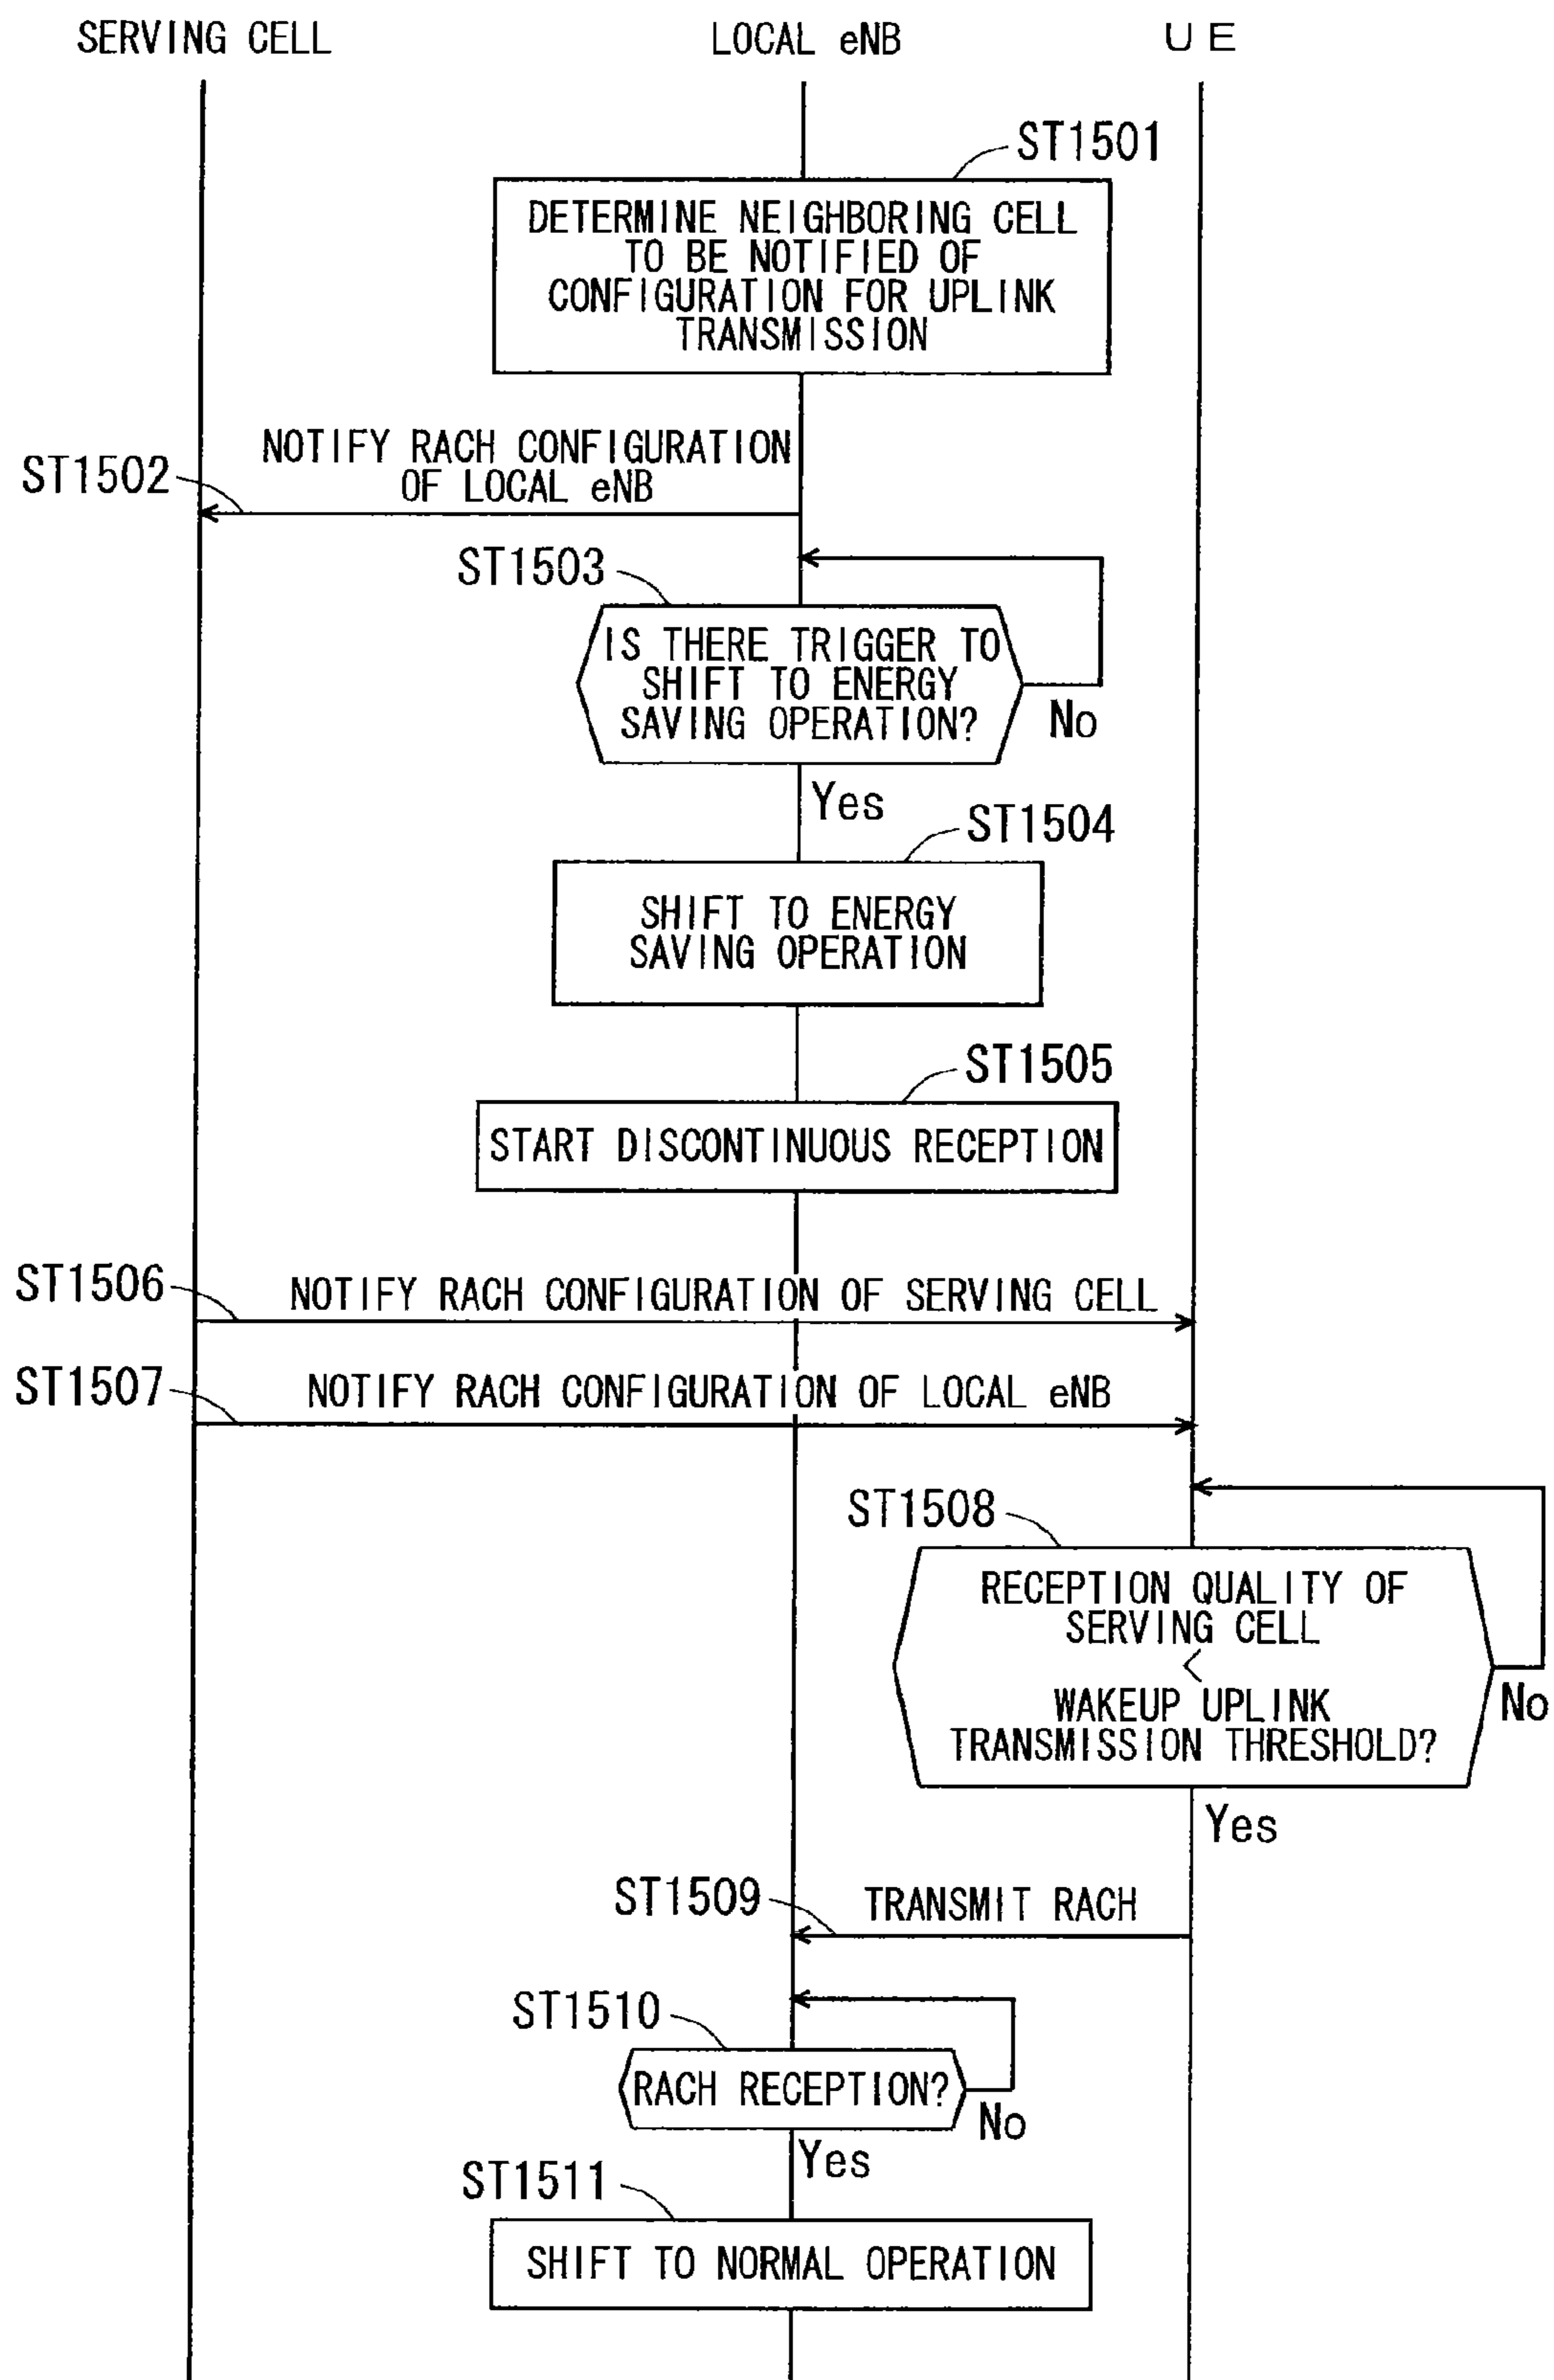 SERVING CELL
LOCAL eNB
UE
ST1501
DETERMINE NEIGHBORING CELL
TO BE NOTIFIED OF
CONFIGURATION FOR UPLINK
TRANSMISSION
NOTIFY RACH CONFIGURATION
OF LOCAL eNB
ST1502
ST1503
IS THERE TRIGGER TO
SHIFT TO ENERGY
SAVING OPERATION?
No
Yes
ST1504
SHIFT TO ENERGY
SAVING OPERATION
ST1505
START DISCONTINUOUS RECEPTION
ST1506
NOTIFY RACH CONFIGURATION OF SERVING CELL
ST1507
NOTIFY RACH CONFIGURATION OF LOCAL eNB
ST1508
RECEPTION QUALITY OF
SERVING CELL
<
WAKEUP UPLINK
TRANSMISSION THRESHOLD?
No
Yes
ST1509
TRANSMIT RACH
ST1510
RACH RECEPTION?
No
Yes
ST1511
SHIFT TO NORMAL OPERATION